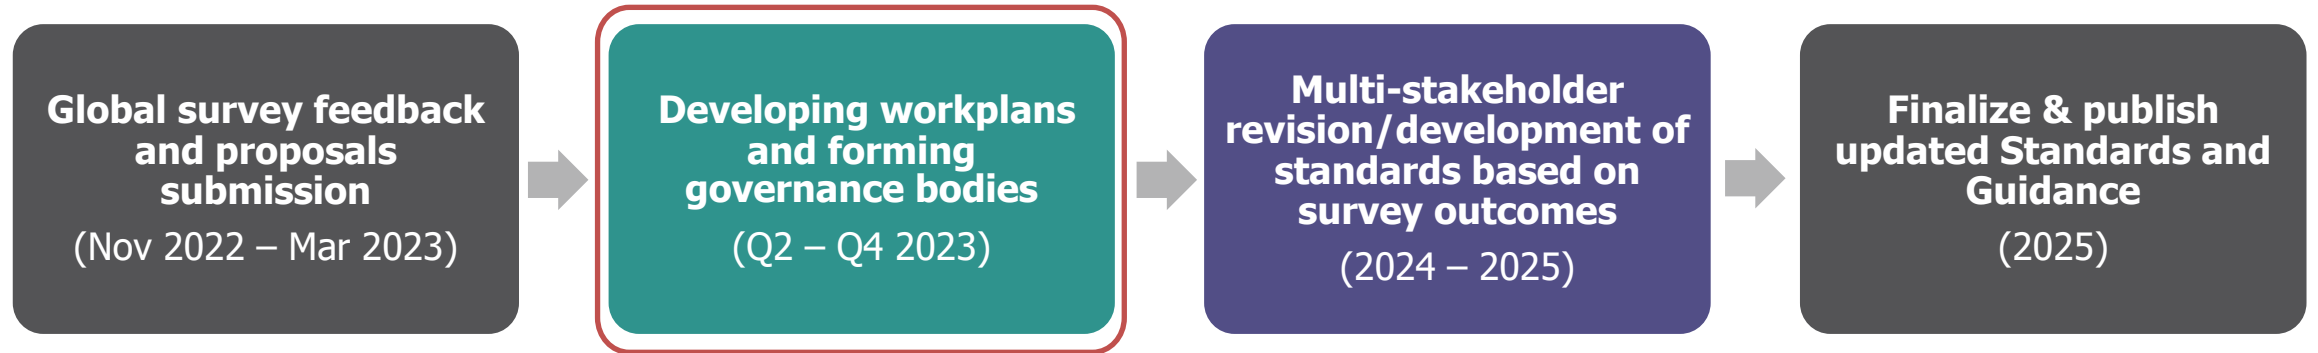 Global survey feedback
and proposals
submission
(Nov 2022 – Mar 2023)
Developing workplans
and forming
governance bodies
(Q2 – Q4 2023)
Multi-stakeholder
revision/development of
standards based on
survey outcomes
(2024 – 2025)
Finalize & publish
updated Standards and
Guidance
(2025)